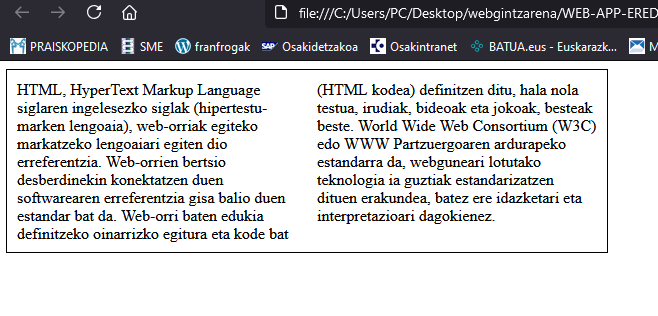 file:///C:/Users/PC/Desktop/webgintzarena/WEB-APP-ERED
PRAISKOPEDIA SME franfrogak Osakidetzakoa Osakintranet BATUA.eus - Euskarazk... M
HTML, HyperText Markup Language
siglaren ingelesezko siglak (hipertestu-
marken lengoaia), web-orriak egiteko
markatzeko lengoaiari egiten dio
erreferentzia. Web-orrien bertsio
desberdinekin konektatzen duen
softwarearen erreferentzia gisa balio duen
estandar bat da. Web-orri baten edukia
definitzeko oinarrizko egitura eta kode bat
(HTML kodea) definitzen ditu, hala nola
testua, irudiak, bideoak eta jokoak, besteak
beste. World Wide Web Consortium (W3C)
edo WWW Partzuergoaren ardurapeko
estandarra da, webguneari lotutako
teknologia ia guztiak estandarizatzen
dituen erakundea, batez ere idazketari eta
interpretazioari dagokienez.